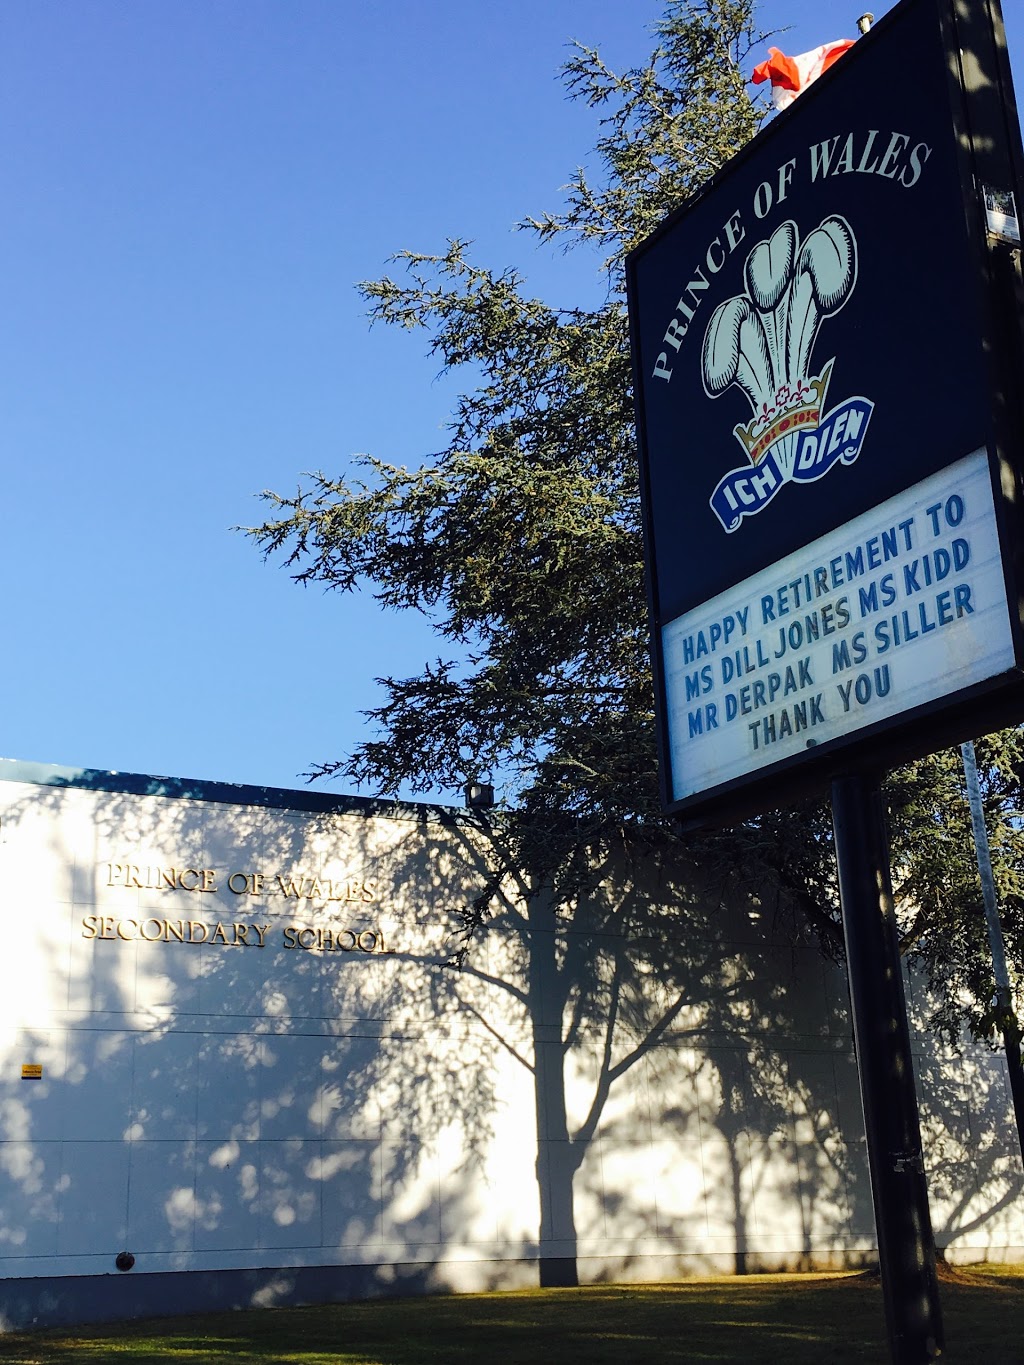 PRINCE OF WALES
ICH DIEN
HAPPY RETIREMENT TO
MS DILL JONES MS KIDD
MR DERPAK MS SILLER
THANK YOU
PRINCE OF WALES
SECONDARY SCHOOL